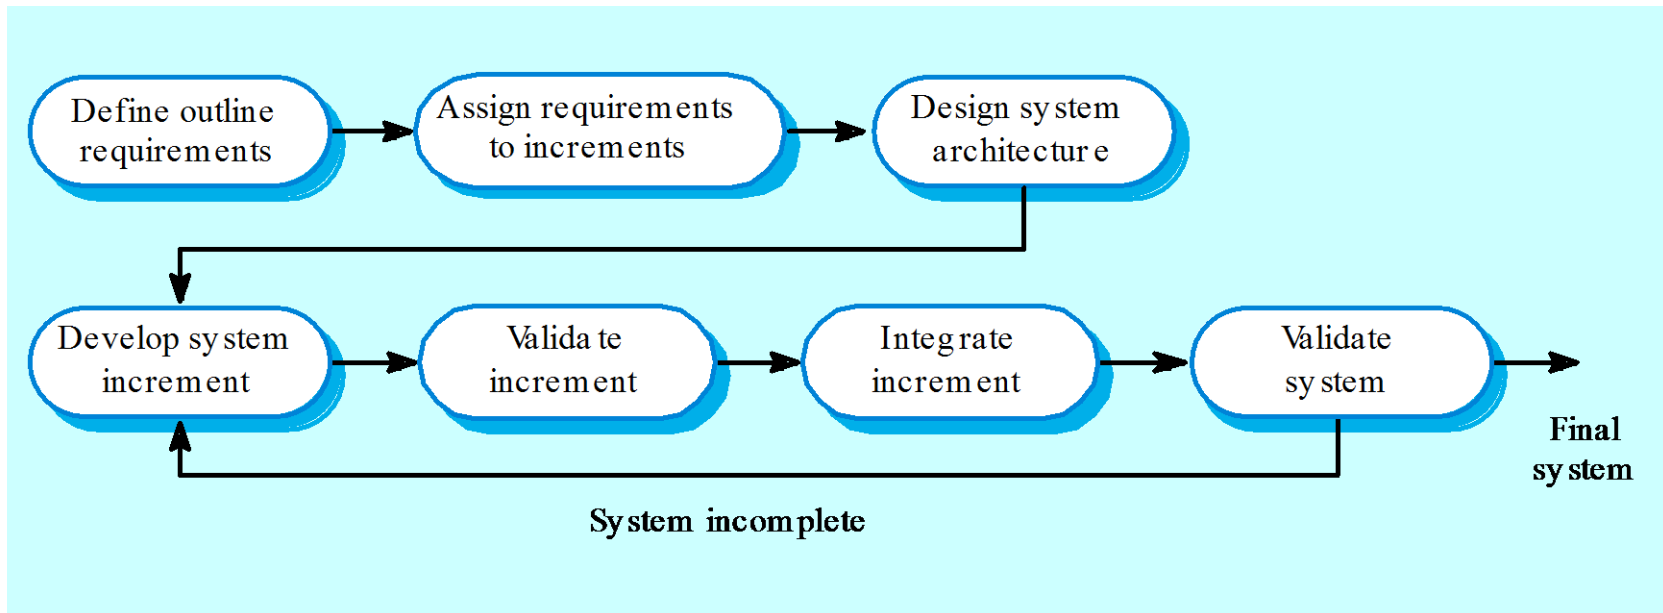 Define outline
requirements
Assign requirements
to increments
Design system
architecture
Develop system
increment
Validate
increment
Integrate
increment
Validate
system
Final
system
System incomplete